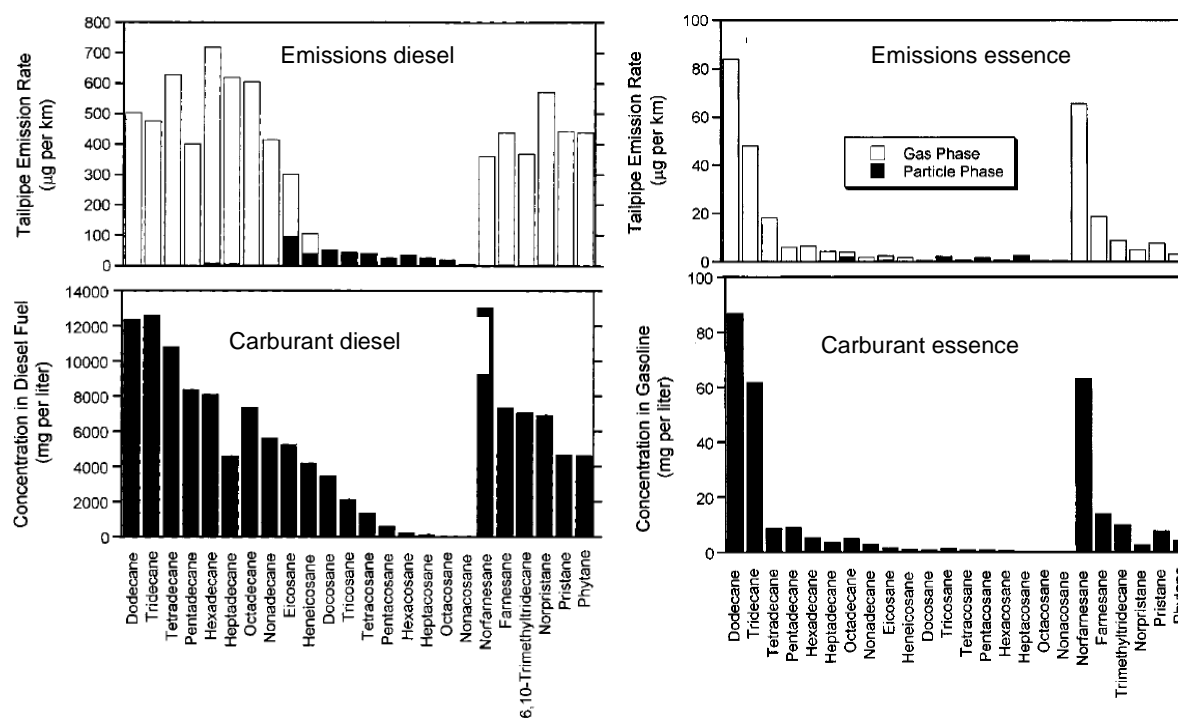 Emissions diesel
Tailpipe Emission Rate
(µg per km)
800
700
600
500
400
300
200
100
0
Emissions essence
Tailpipe Emission Rate
(µg per km)
100
80
60
40
20
0
Gas Phase
Particle Phase
Carburant diesel
Concentration in Diesel Fuel
(mg per liter)
14000
12000
10000
8000
6000
4000
2000
0
Dodecane
Tridecane
Tetradecane
Pentadecane
Hexadecane
Heptadecane
Octadecane
Nonadecane
Eicosane
Heneicosane
Docosane
Tricosane
Tetracosane
Pentacosane
Hexacosane
Heptacosane
Octacosane
Nonacosane
Norfarnesane
Farnesane
6,10-Trimethyltridecane
Norpristane
Pristane
Phytane
Carburant essence
Concentration in Gasoline
(mg per liter)
100
80
60
40
20
0
Dodecane
Tridecane
Tetradecane
Pentadecane
Hexadecane
Heptadecane
Octadecane
Nonadecane
Eicosane
Heneicosane
Docosane
Tricosane
Tetracosane
Pentacosane
Hexacosane
Heptacosane
Octacosane
Nonacosane
Norfarnesane
Farnesane
Trimethyltridecane
Norpristane
Pristane